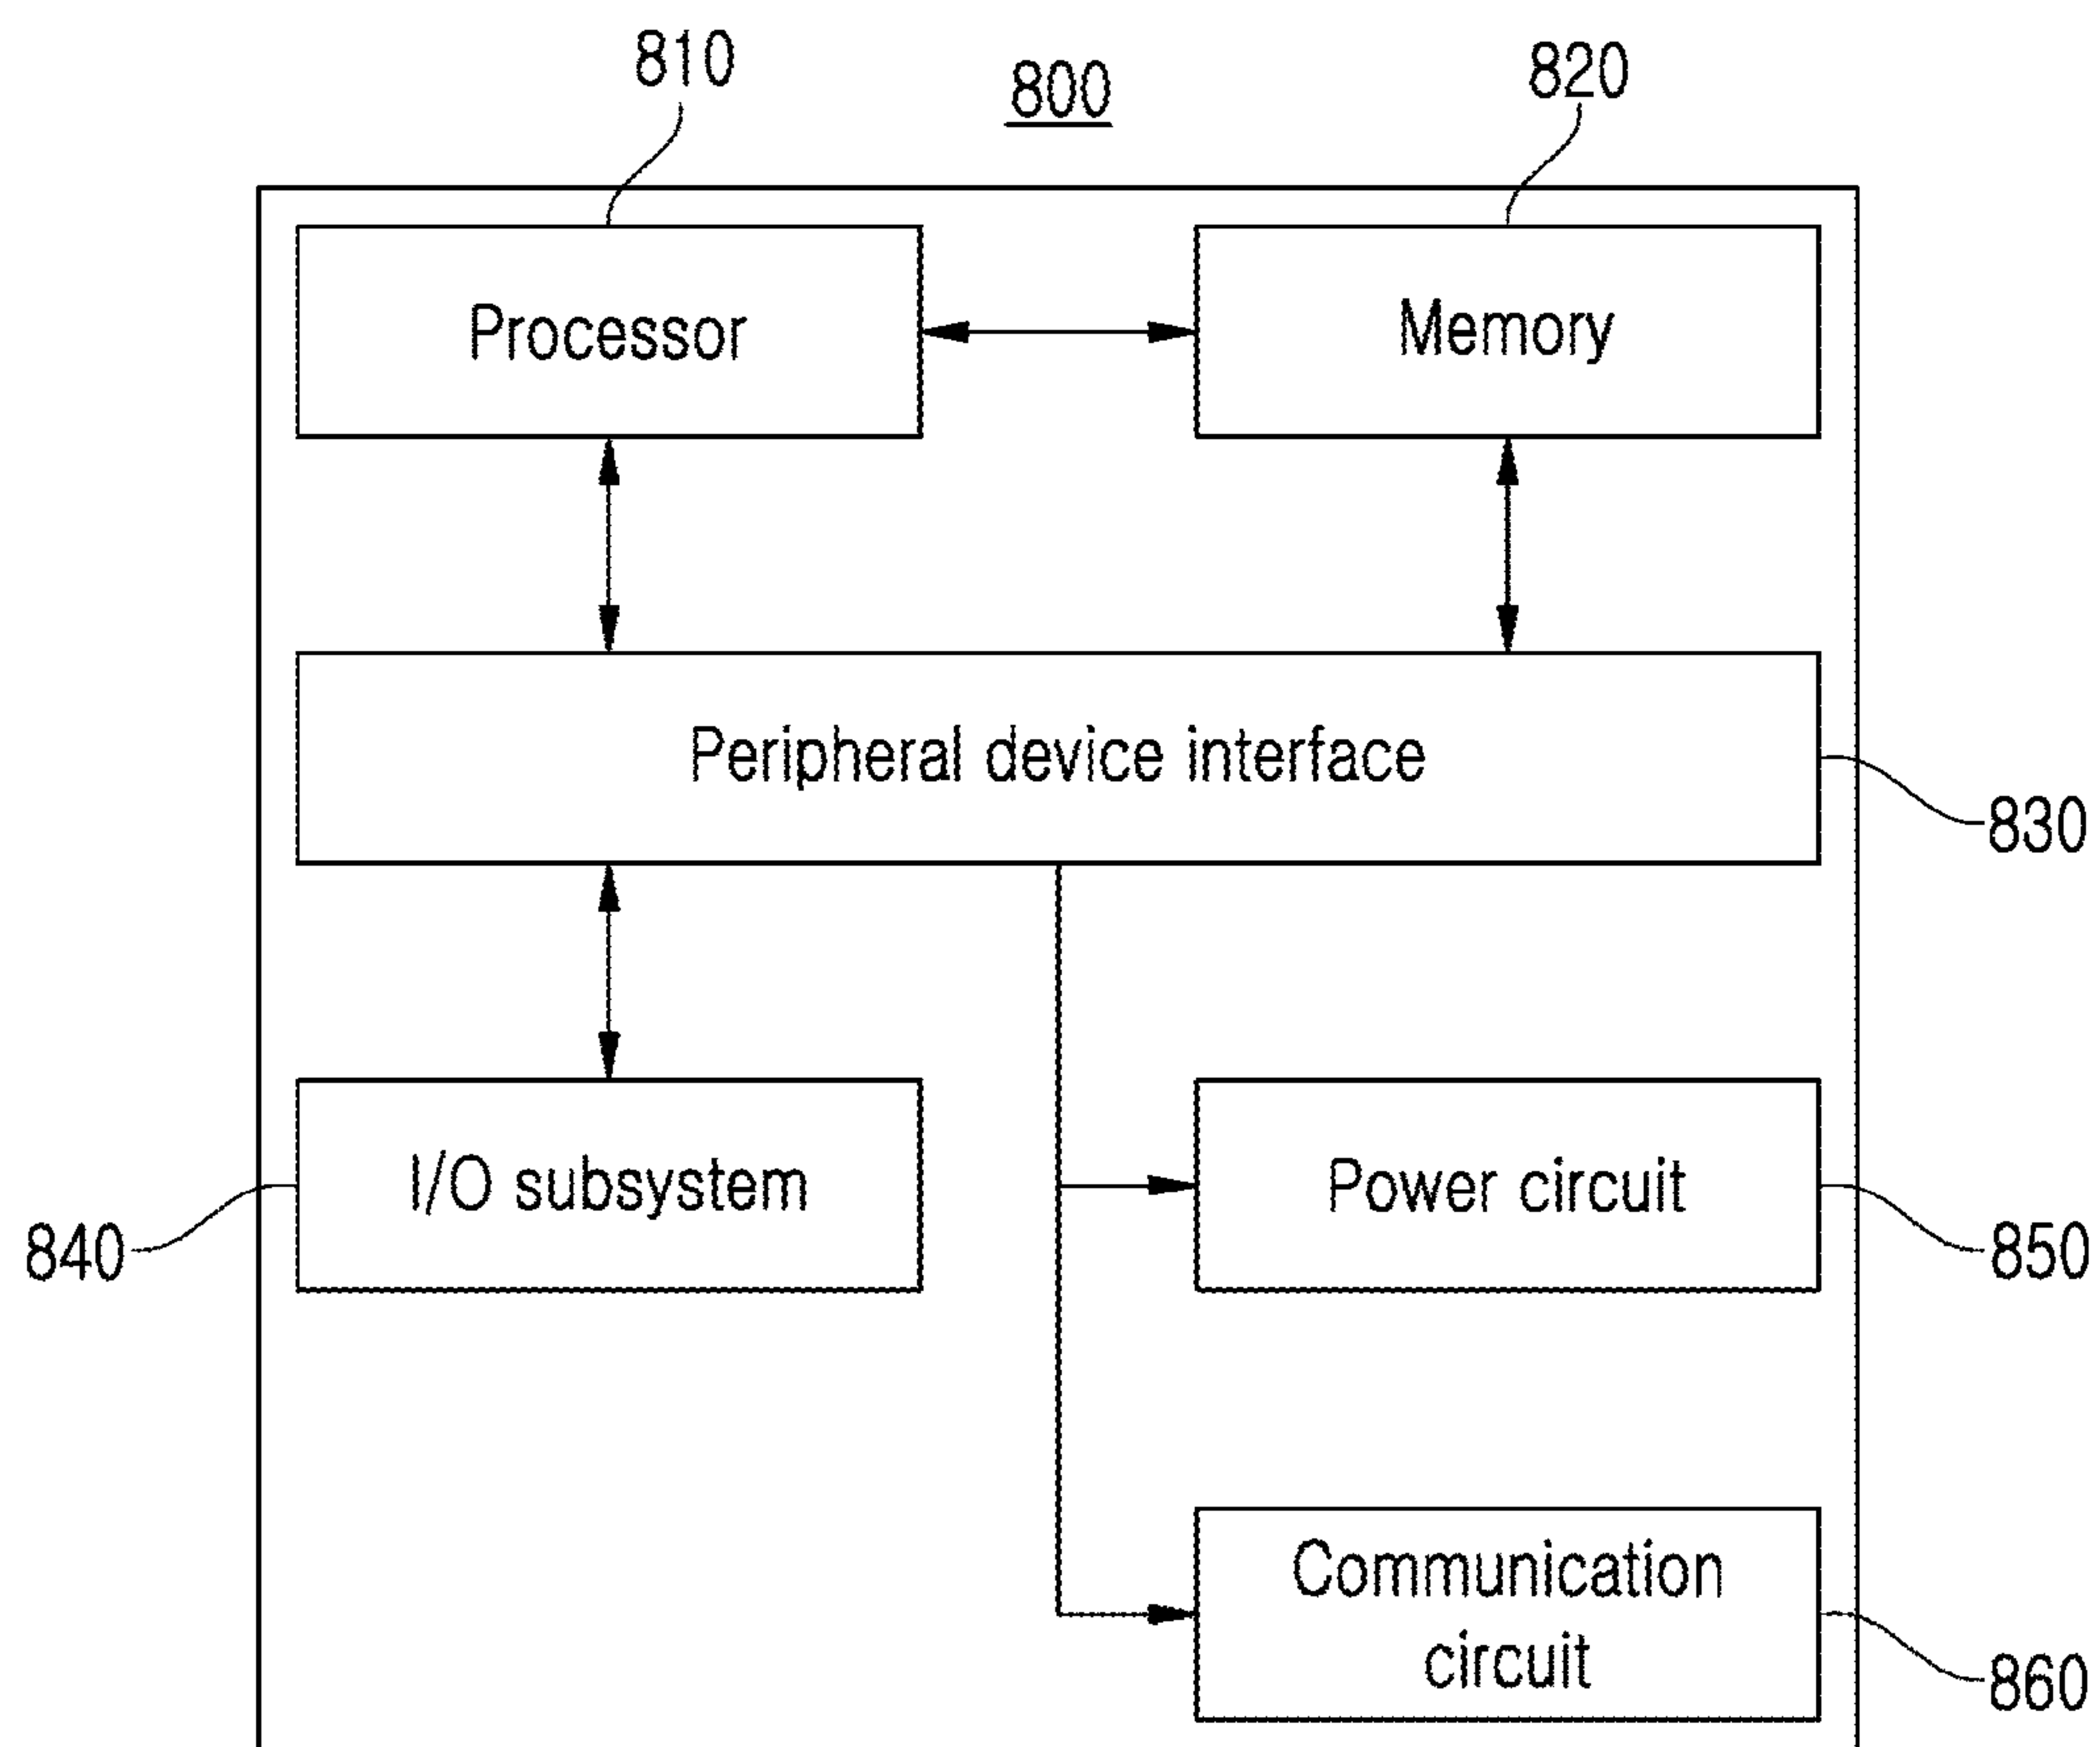 810
800
820
Processor
Memory
Peripheral device interface
830
I/O subsystem
Power circuit
840
850
Communication
circuit
860